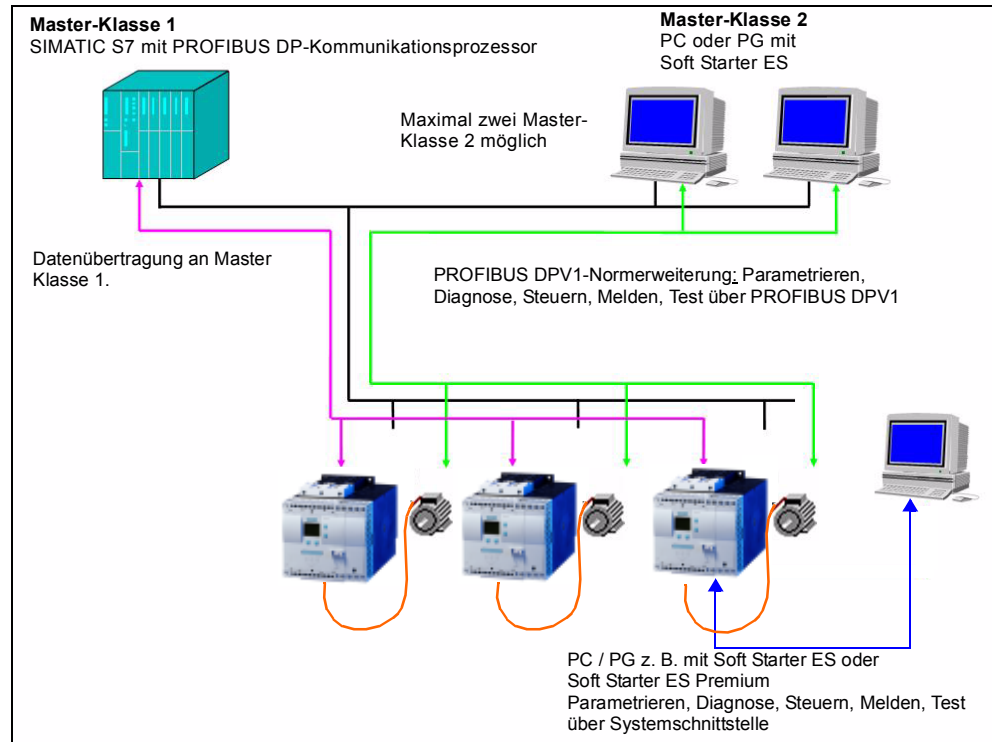 Master-Klasse 1
SIMATIC S7 mit PROFIBUS DP-Kommunikationsprozessor
Master-Klasse 2
PC oder PG mit
Soft Starter ES
Maximal zwei Master-
Klasse 2 möglich
Datenübertragung an Master
Klasse 1.
PROFIBUS DPV1-Normerweiterung: Parametrieren,
Diagnose, Steuern, Melden, Test über PROFIBUS DPV1
PC / PG z. B. mit Soft Starter ES oder
Soft Starter ES Premium
Parametrieren, Diagnose, Steuern, Melden, Test
über Systemschnittstelle